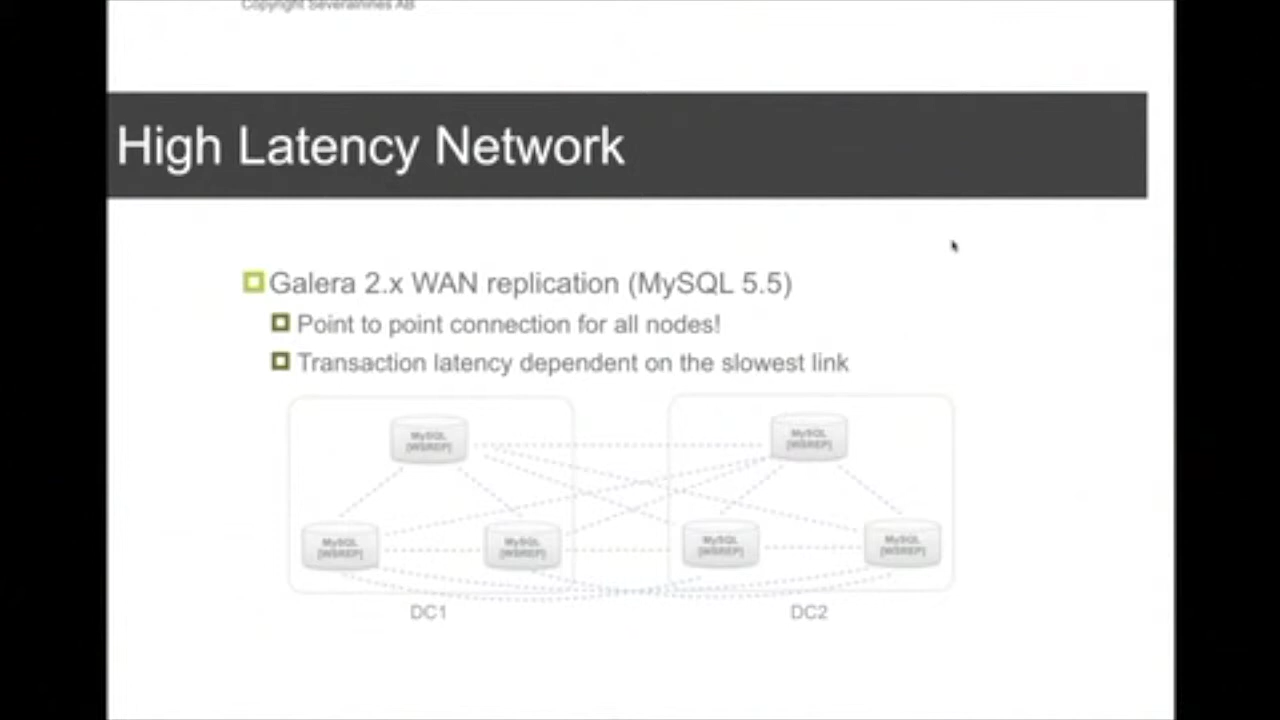 Copyright Severalnines AB
High Latency Network
Galera 2.x WAN replication (MySQL 5.5)
Point to point connection for all nodes!
Transaction latency dependent on the slowest link
MySQL
[WSREP]
MySQL
[WSREP]
MySQL
[WSREP]
MySQL
[WSREP]
MySQL
[WSREP]
MySQL
[WSREP]
DC1
DC2